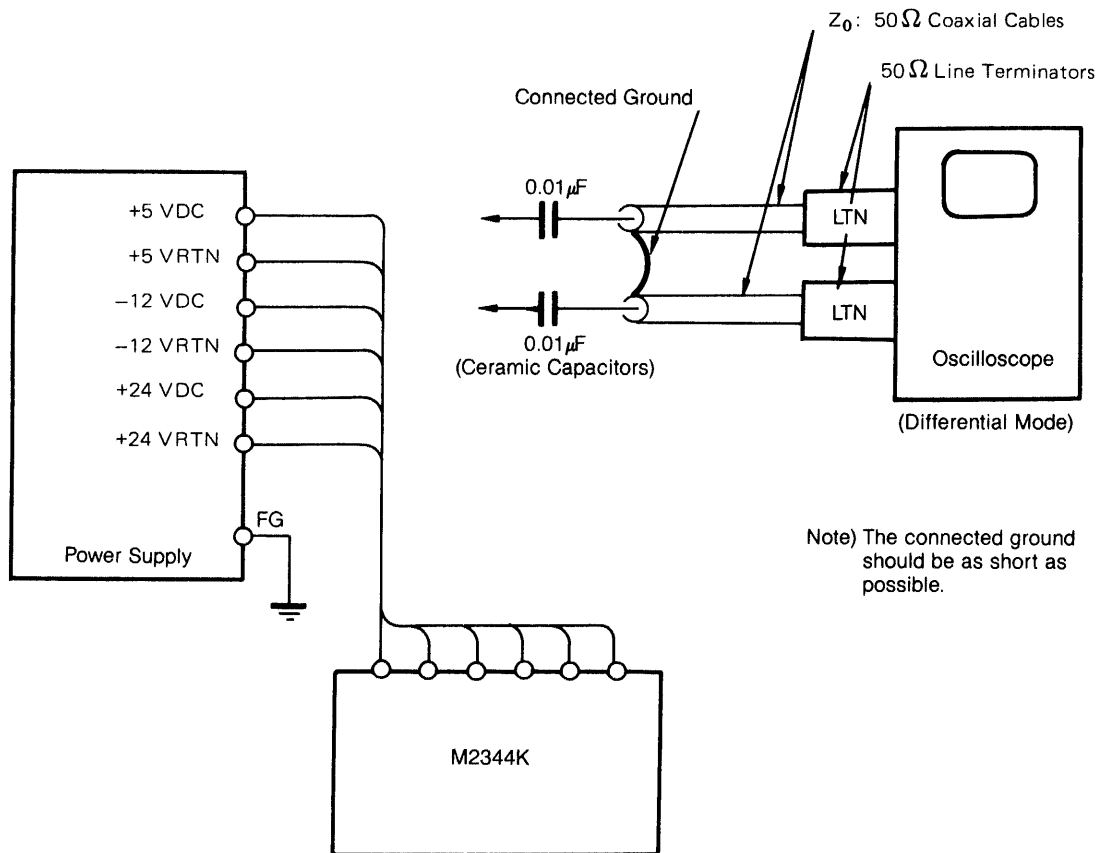 Z0: 50Ω Coaxial Cables
50Ω Line Terminators
Connected Ground
0.01µF
LTN
LTN
0.01µF
(Ceramic Capacitors)
Oscilloscope
(Differential Mode)
+5 VDC
+5 VRTN
−12 VDC
−12 VRTN
+24 VDC
+24 VRTN
FG
Power Supply
Note) The connected ground
should be as short as
possible.
M2344K